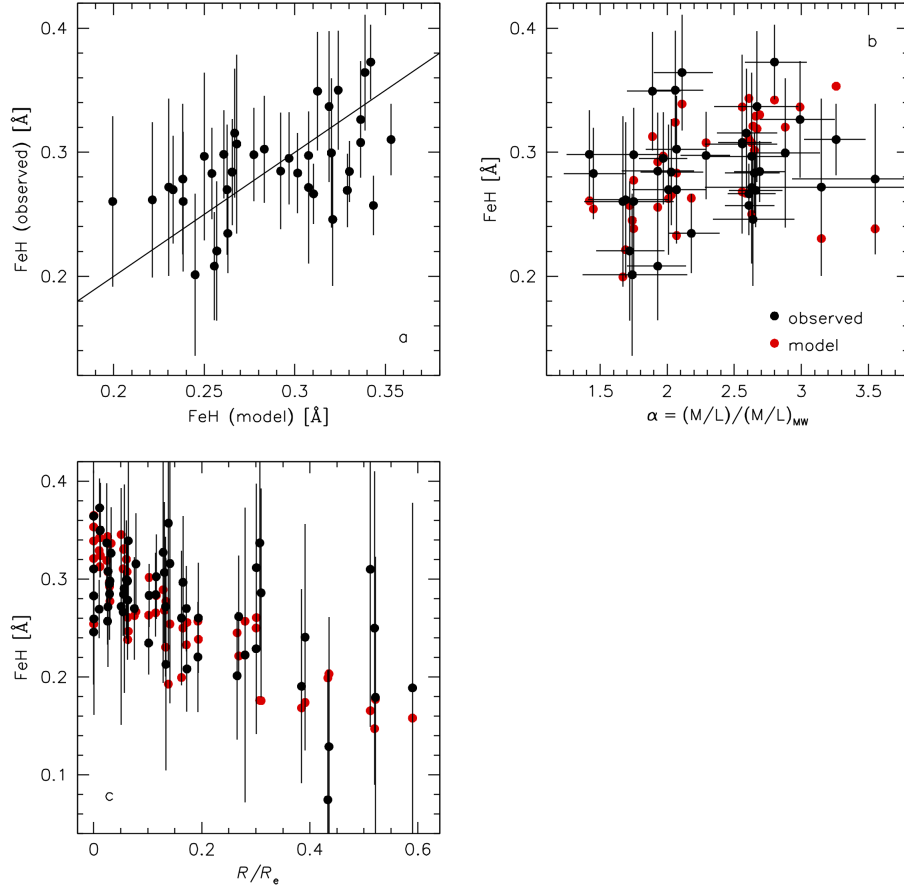 0.4
0.3
0.2
FeH (observed) [Å]
a
0.2 0.25 0.3 0.35
FeH (model) [Å]
0.4
0.3
0.2
FeH [Å]
b
observed
model
1.5 2 2.5 3 3.5
α = (M/L)/(M/L)MW
0.4
0.3
0.2
0.1
FeH [Å]
c
0 0.2 0.4 0.6
R/Re